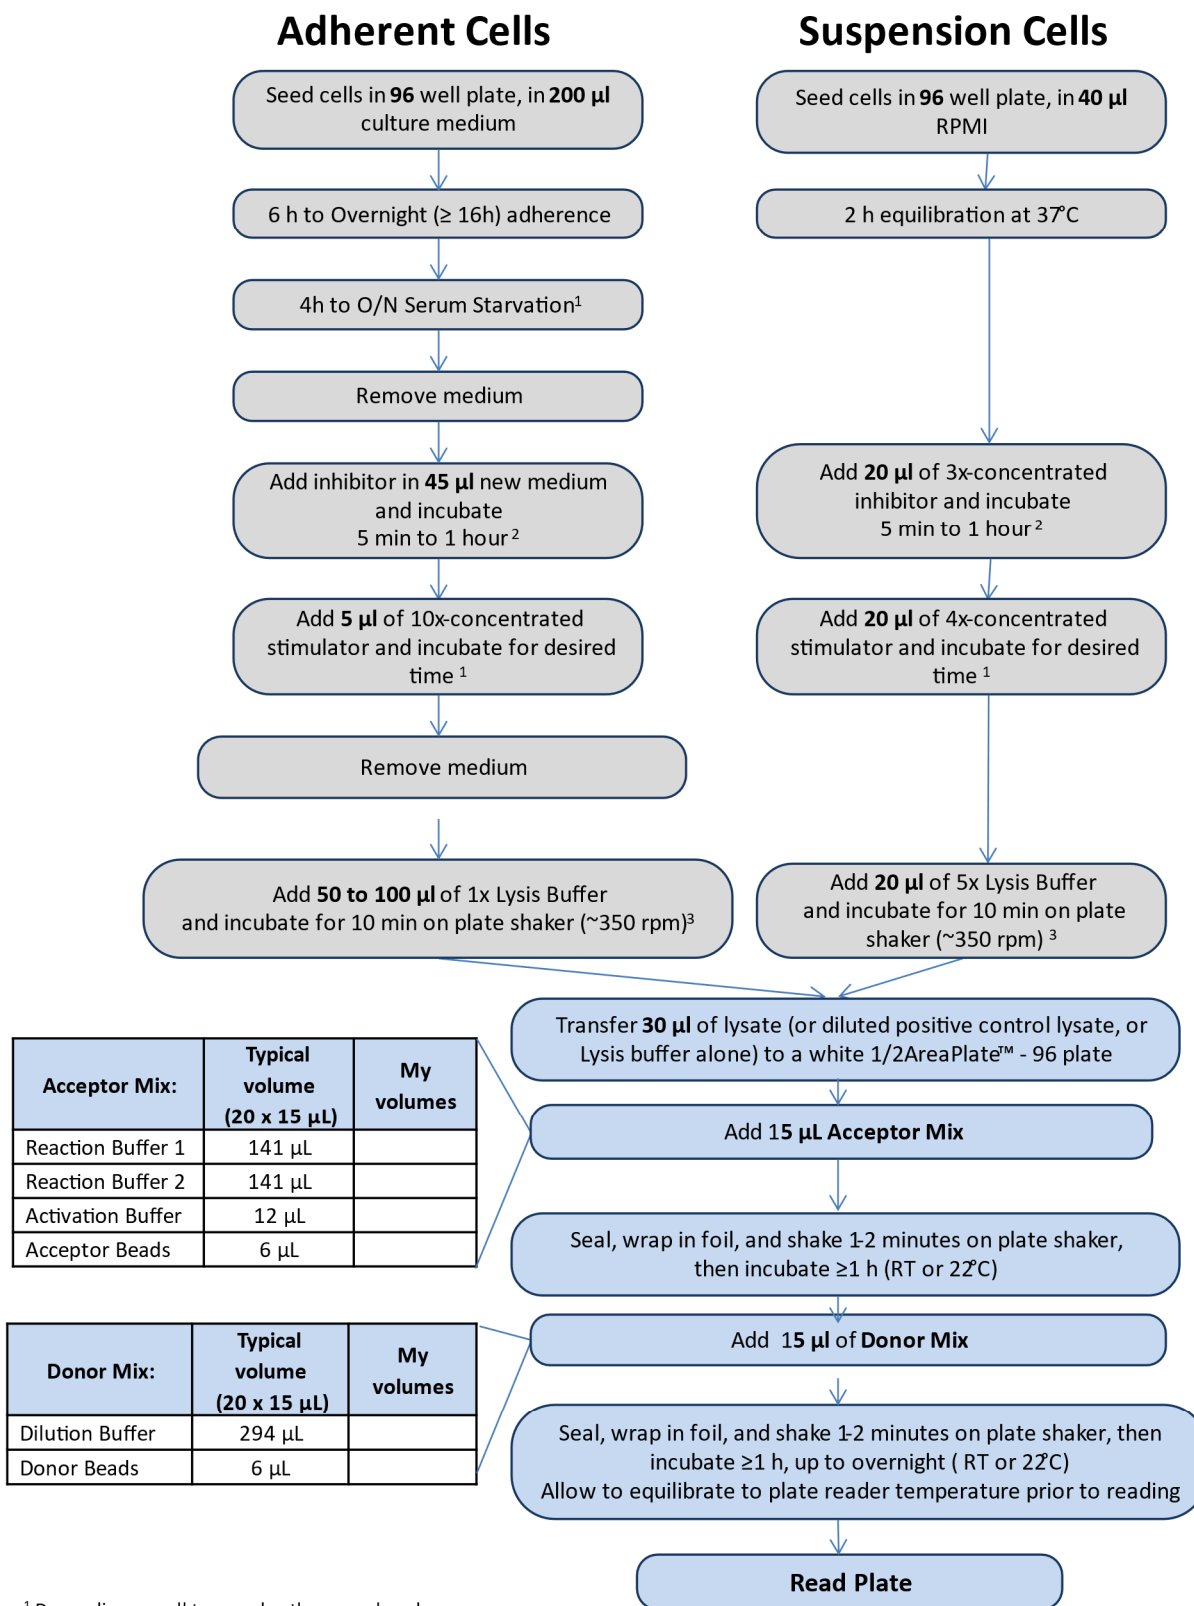 Adherent Cells
Seed cells in 96 well plate, in 200 µl
culture medium
6 h to Overnight (≥ 16h) adherence
4h to O/N Serum Starvation¹
Remove medium
Add inhibitor in 45 µl new medium
and incubate
5 min to 1 hour ²
Add 5 µl of 10x-concentrated
stimulator and incubate for desired
time ¹
Remove medium
Add 50 to 100 µl of 1x Lysis Buffer
and incubate for 10 min on plate shaker (~350 rpm)³
Suspension Cells
Seed cells in 96 well plate, in 40 µl
RPMI
2 h equilibration at 37°C
Add 20 µl of 3x-concentrated
inhibitor and incubate
5 min to 1 hour ²
Add 20 µl of 4x-concentrated
stimulator and incubate for desired
time ¹
Add 20 µl of 5x Lysis Buffer
and incubate for 10 min on plate
shaker (~350 rpm) ³
Transfer 30 µl of lysate (or diluted positive control lysate, or
Lysis buffer alone) to a white 1/2AreaPlate™ - 96 plate
Add 15 µL Acceptor Mix
Seal, wrap in foil, and shake 1-2 minutes on plate shaker,
then incubate ≥1 h (RT or 22°C)
Add 15 µl of Donor Mix
Seal, wrap in foil, and shake 1-2 minutes on plate shaker, then
incubate ≥1 h, up to overnight ( RT or 22°C)
Allow to equilibrate to plate reader temperature prior to reading
Read Plate
Acceptor Mix: Typical volume (20 x 15 µL) My volumes
Reaction Buffer 1 141 µL
Reaction Buffer 2 141 µL
Activation Buffer 12 µL
Acceptor Beads 6 µL
Donor Mix: Typical volume (20 x 15 µL) My volumes
Dilution Buffer 294 µL
Donor Beads 6 µL